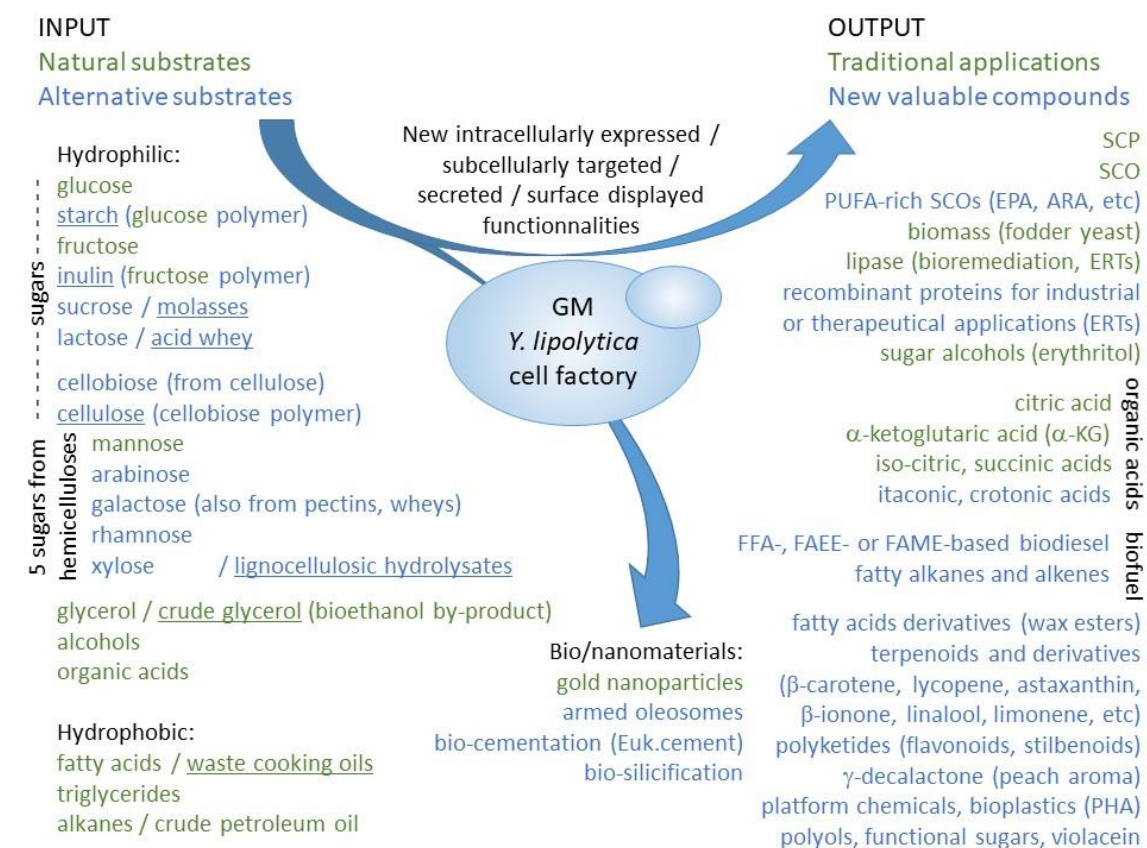 INPUT
Natural substrates
Alternative substrates
Hydrophilic:
sugars
glucose
starch (glucose polymer)
fructose
inulin (fructose polymer)
sucrose / molasses
lactose / acid whey
cellobiose (from cellulose)
cellulose (cellobiose polymer)
5 sugars from
hemicelluloses
mannose
arabinose
galactose (also from pectins, wheys)
rhamnose
xylose / lignocellulosic hydrolysates
glycerol / crude glycerol (bioethanol by-product)
alcohols
organic acids
Hydrophobic:
fatty acids / waste cooking oils
triglycerides
alkanes / crude petroleum oil
New intracellularly expressed /
subcellularly targeted /
secreted / surface displayed
functionnalities
GM
Y. lipolytica
cell factory
Bio/nanomaterials:
gold nanoparticles
armed oleosomes
bio-cementation (Euk.cement)
bio-silicification
OUTPUT
Traditional applications
New valuable compounds
SCP
SCO
PUFA-rich SCOs (EPA, ARA, etc)
biomass (fodder yeast)
lipase (bioremediation, ERTs)
recombinant proteins for industrial
or therapeutical applications (ERTs)
sugar alcohols (erythritol)
organic acids
citric acid
α-ketoglutaric acid (α-KG)
iso-citric, succinic acids
itaconic, crotonic acids
biofuel
FFA-, FAEE- or FAME-based biodiesel
fatty alkanes and alkenes
fatty acids derivatives (wax esters)
terpenoids and derivatives
(β-carotene, lycopene, astaxanthin,
β-ionone, linalool, limonene, etc)
polyketides (flavonoids, stilbenoids)
γ-decalactone (peach aroma)
platform chemicals, bioplastics (PHA)
polyols, functional sugars, violacein